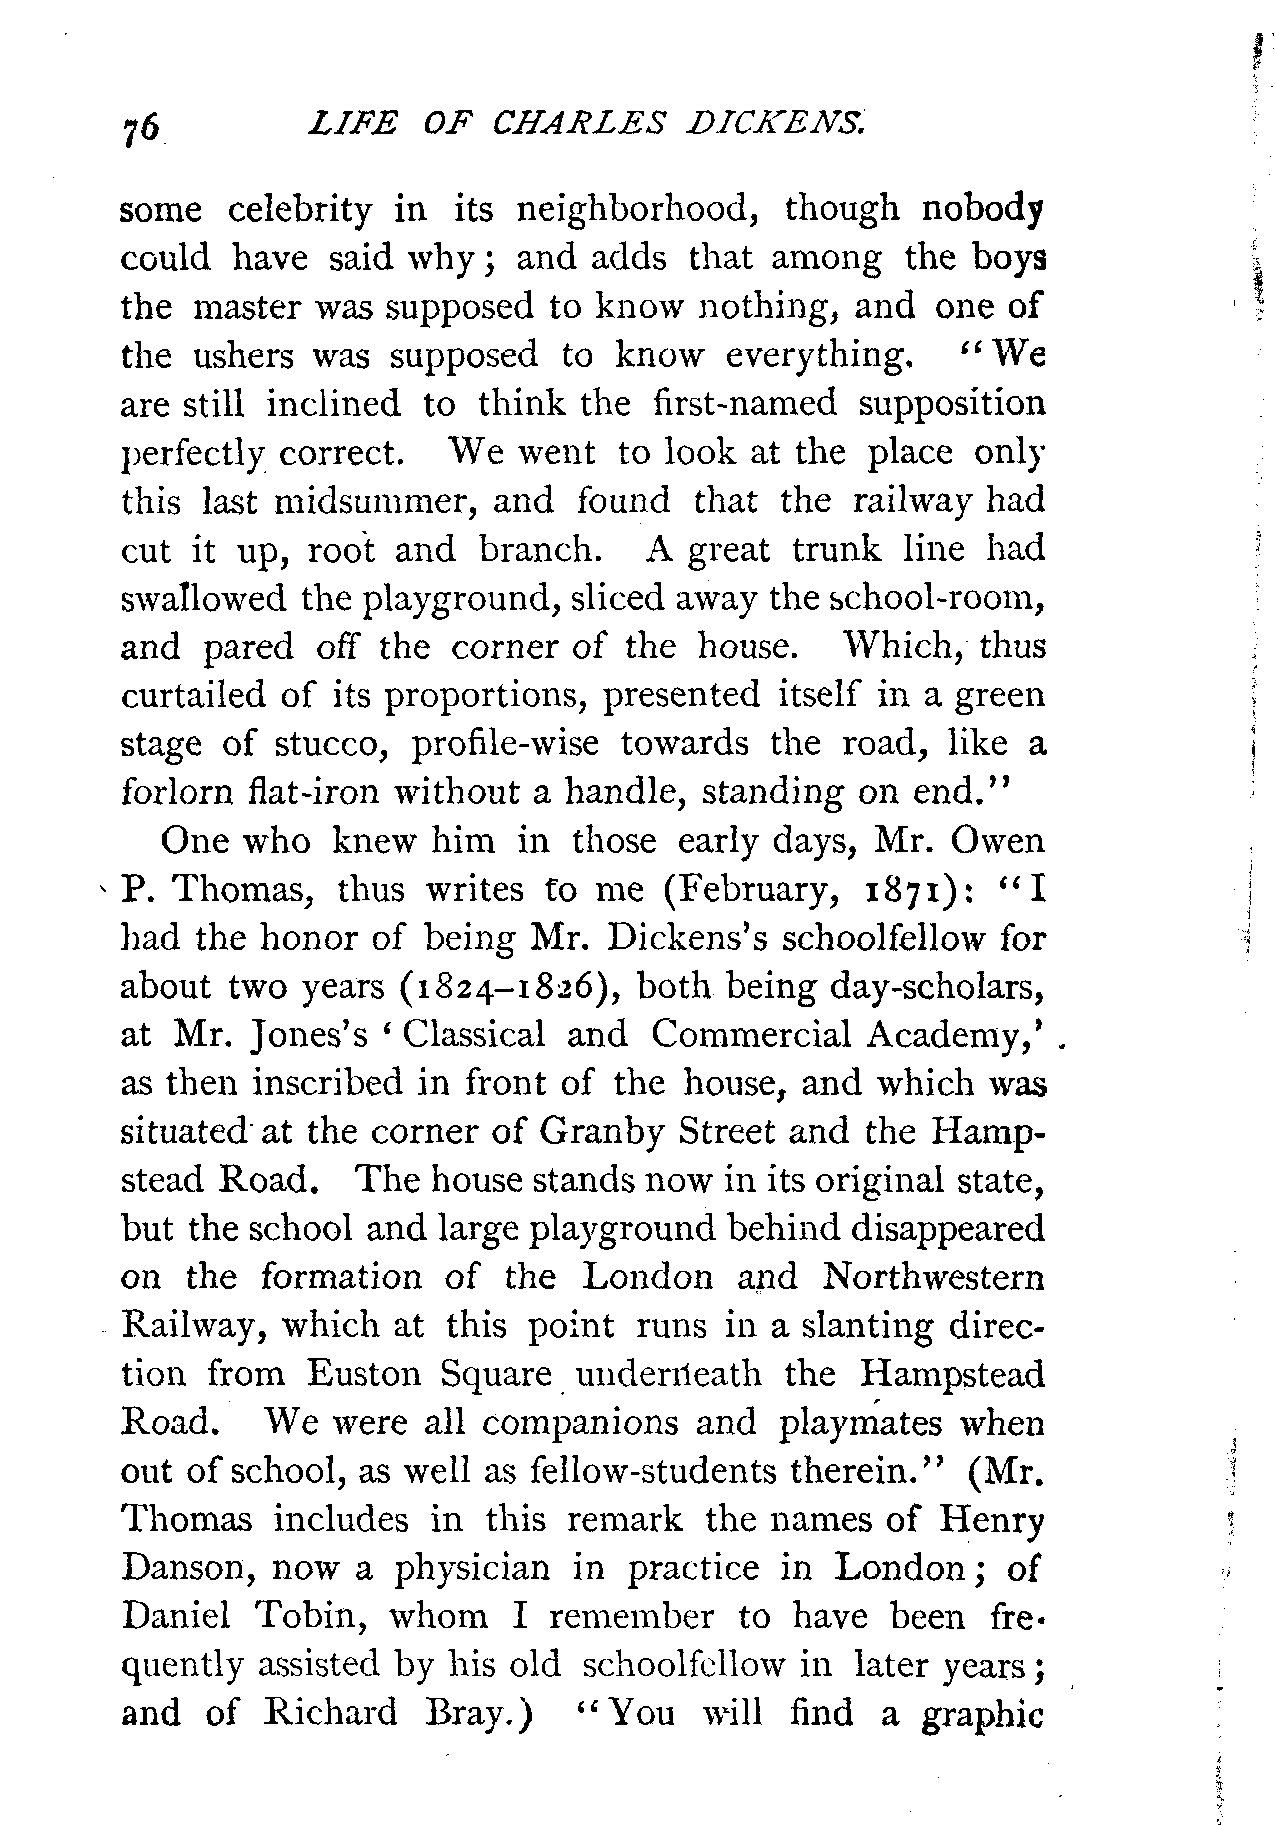 76 LIFE OF CHARLES DICKENS.
some celebrity in its neighborhood, though nobody
could have said why; and adds that among the boys
the master was supposed to know nothing, and one of
the ushers was supposed to know everything. "We
are still inclined to think the first-named supposition
perfectly correct. We went to look at the place only
this last midsummer, and found that the railway had
cut it up, root and branch. A great trunk line had
swallowed the playground, sliced away the school-room,
and pared off the corner of the house. Which, thus
curtailed of its proportions, presented itself in a green
stage of stucco, profile-wise towards the road, like a
forlorn flat-iron without a handle, standing on end."
One who knew him in those early days, Mr. Owen
P. Thomas, thus writes to me (February, 1871): "I
had the honor of being Mr. Dickens's schoolfellow for
about two years (1824–1826), both being day-scholars,
at Mr. Jones's 'Classical and Commercial Academy,'
as then inscribed in front of the house, and which was
situated at the corner of Granby Street and the Hamp-
stead Road. The house stands now in its original state,
but the school and large playground behind disappeared
on the formation of the London and Northwestern
Railway, which at this point runs in a slanting direc-
tion from Euston Square underneath the Hampstead
Road. We were all companions and playmates when
out of school, as well as fellow-students therein." (Mr.
Thomas includes in this remark the names of Henry
Danson, now a physician in practice in London; of
Daniel Tobin, whom I remember to have been fre-
quently assisted by his old schoolfellow in later years;
and of Richard Bray.) "You will find a graphic